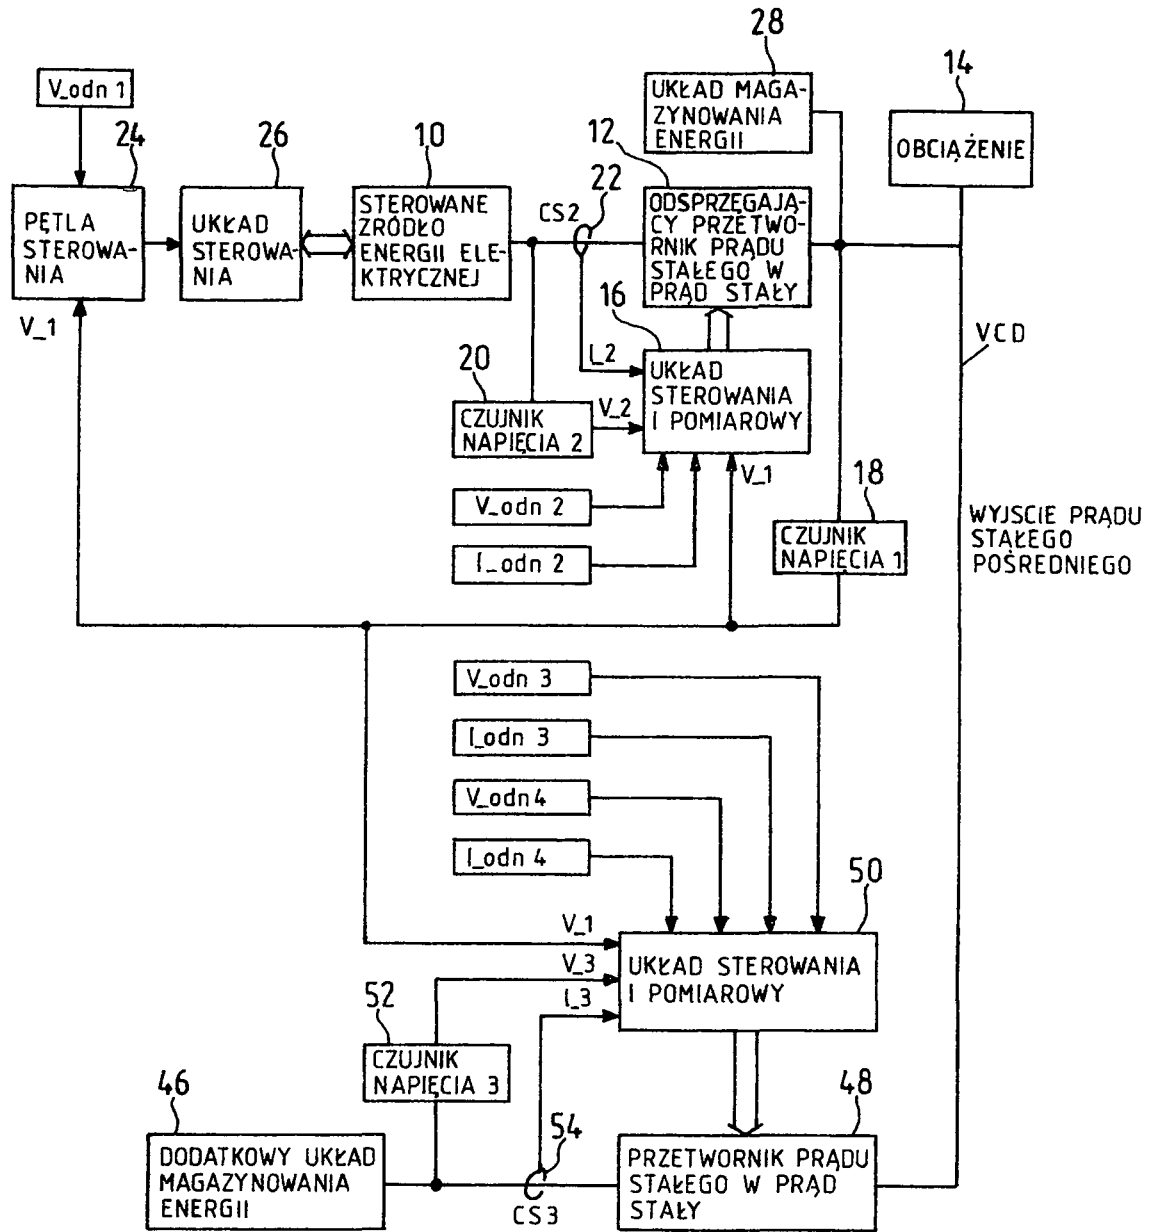 28
14
V_odn 1
UKŁAD MAGA-
ZYNOWANIA
ENERGII
24
26
10
12
OBCIĄŻENIE
22
CS2
PĘTLA
STEROWA-
NIA
UKŁAD
STEROWA-
NIA
STEROWANE
ZRÓDŁO
ENERGII ELE-
KTRYCZNEJ
ODSPRZĘGAJĄ-
CY PRZETWO-
RNIK PRĄDU
STAŁEGO W
PRĄD STAŁY
V_1
16
VCD
20
I_2
UKŁAD
STEROWANIA
I POMIAROWY
CZUJNIK
NAPIĘCIA 2
V_2
V_1
18
V_odn 2
WYJSCIE PRĄDU
STAŁEGO
POŚREDNIEGO
CZUJNIK
NAPIĘCIA 1
I_odn 2
V_odn 3
I_odn 3
V_odn 4
I_odn 4
50
V_1
V_3
I_3
UKŁAD STEROWANIA
I POMIAROWY
52
CZUJNIK
NAPIĘCIA 3
46
54
48
DODATKOWY UKŁAD
MAGAZYNOWANIA
ENERGII
CS3
PRZETWORNIK PRĄDU
STAŁEGO W PRĄD
STAŁY